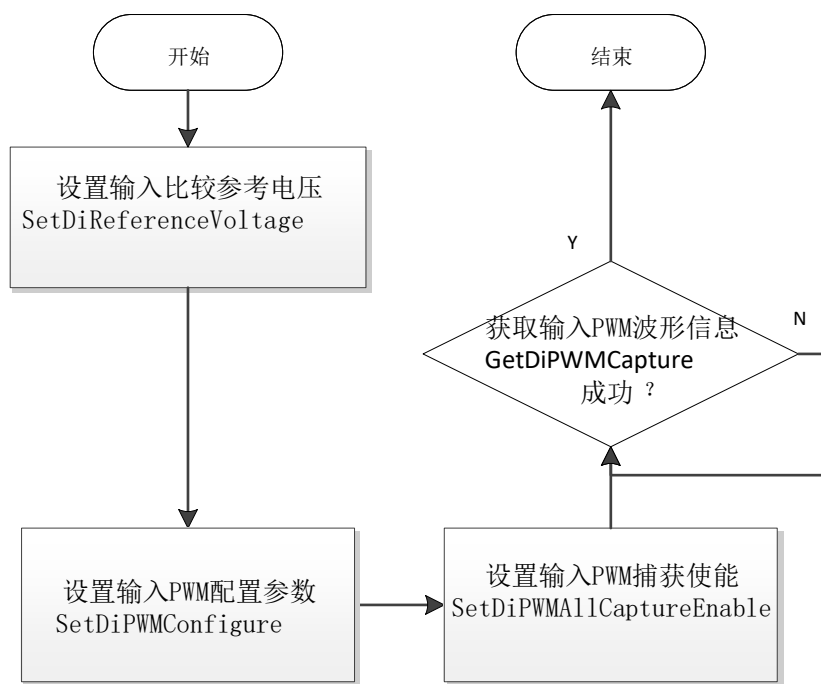 开始
设置输入比较参考电压
SetDiReferenceVoltage
设置输入PWM配置参数
SetDiPWMConfigure
设置输入PWM捕获使能
SetDiPWMAllCaptureEnable
获取输入PWM波形信息
GetDiPWMCapture
成功？
Y
N
结束